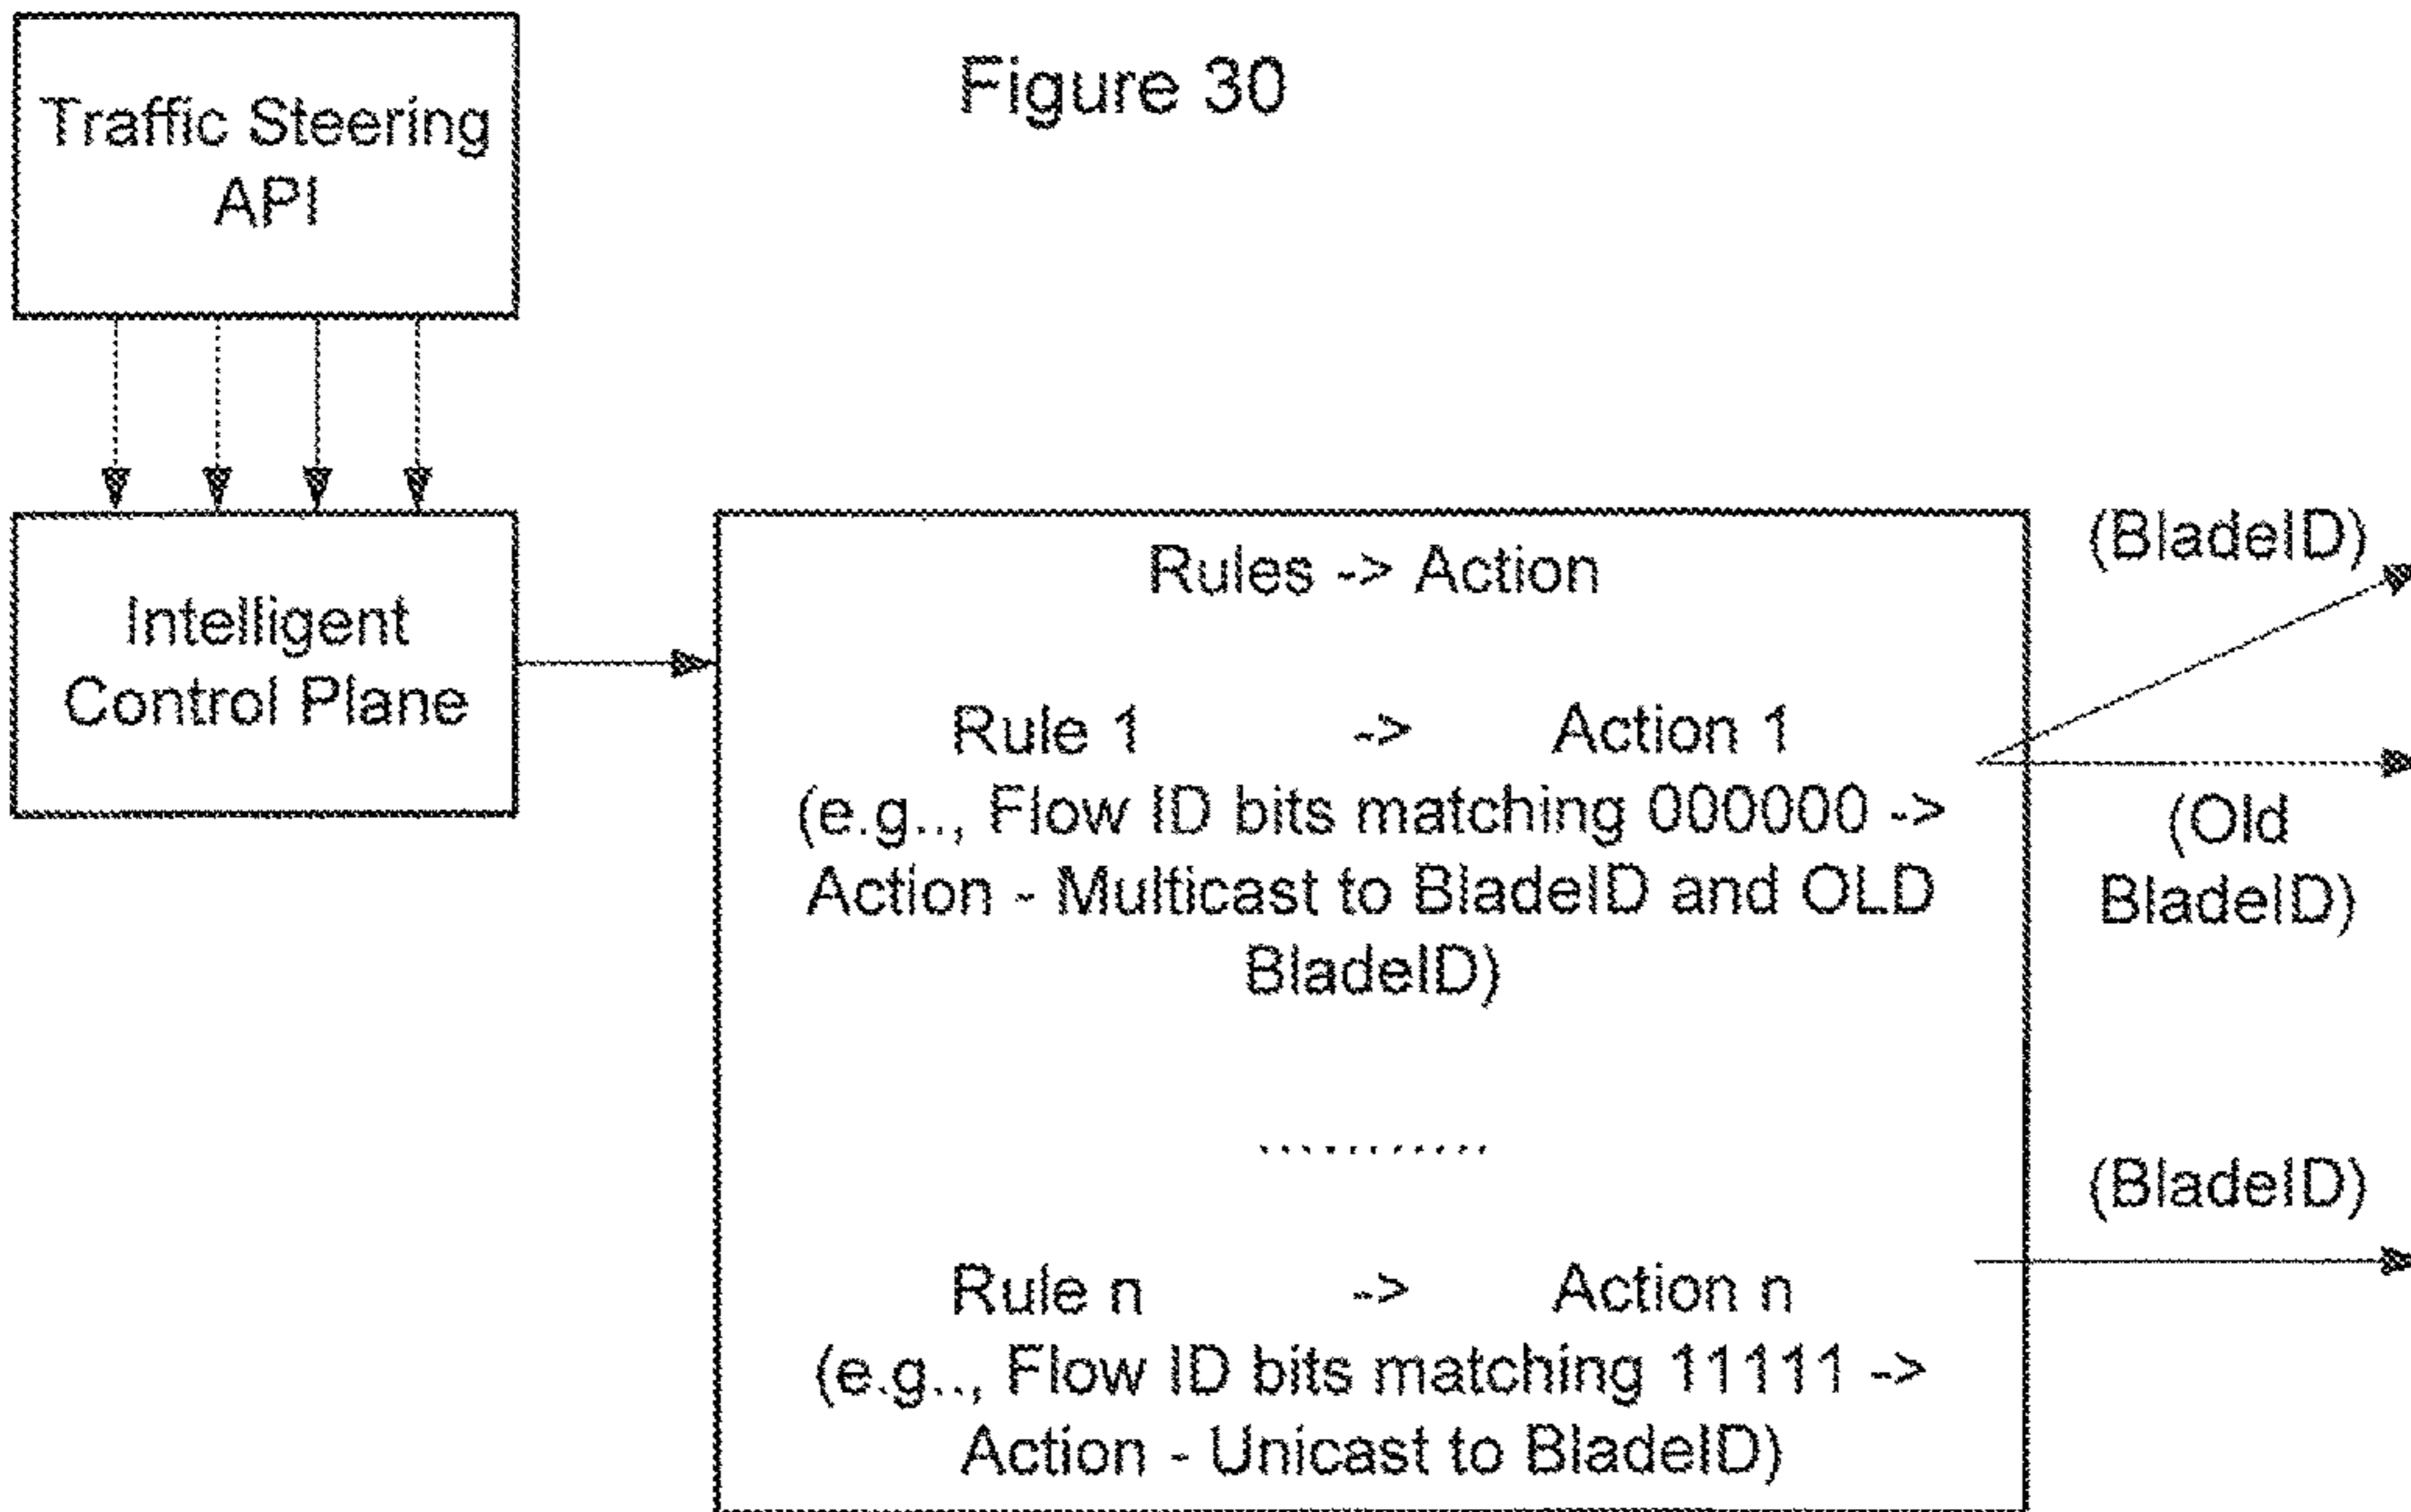 Figure 30
Traffic Steering
API
Intelligent
Control Plane
Rules -> Action
Rule 1 -> Action 1
(e.g.., Flow ID bits matching 000000 ->
Action - Multicast to BladeID and OLD
BladeID)
...........
Rule n -> Action n
(e.g.., Flow ID bits matching 11111 ->
Action - Unicast to BladeID)
(BladeID)
(Old
BladeID)
(BladeID)